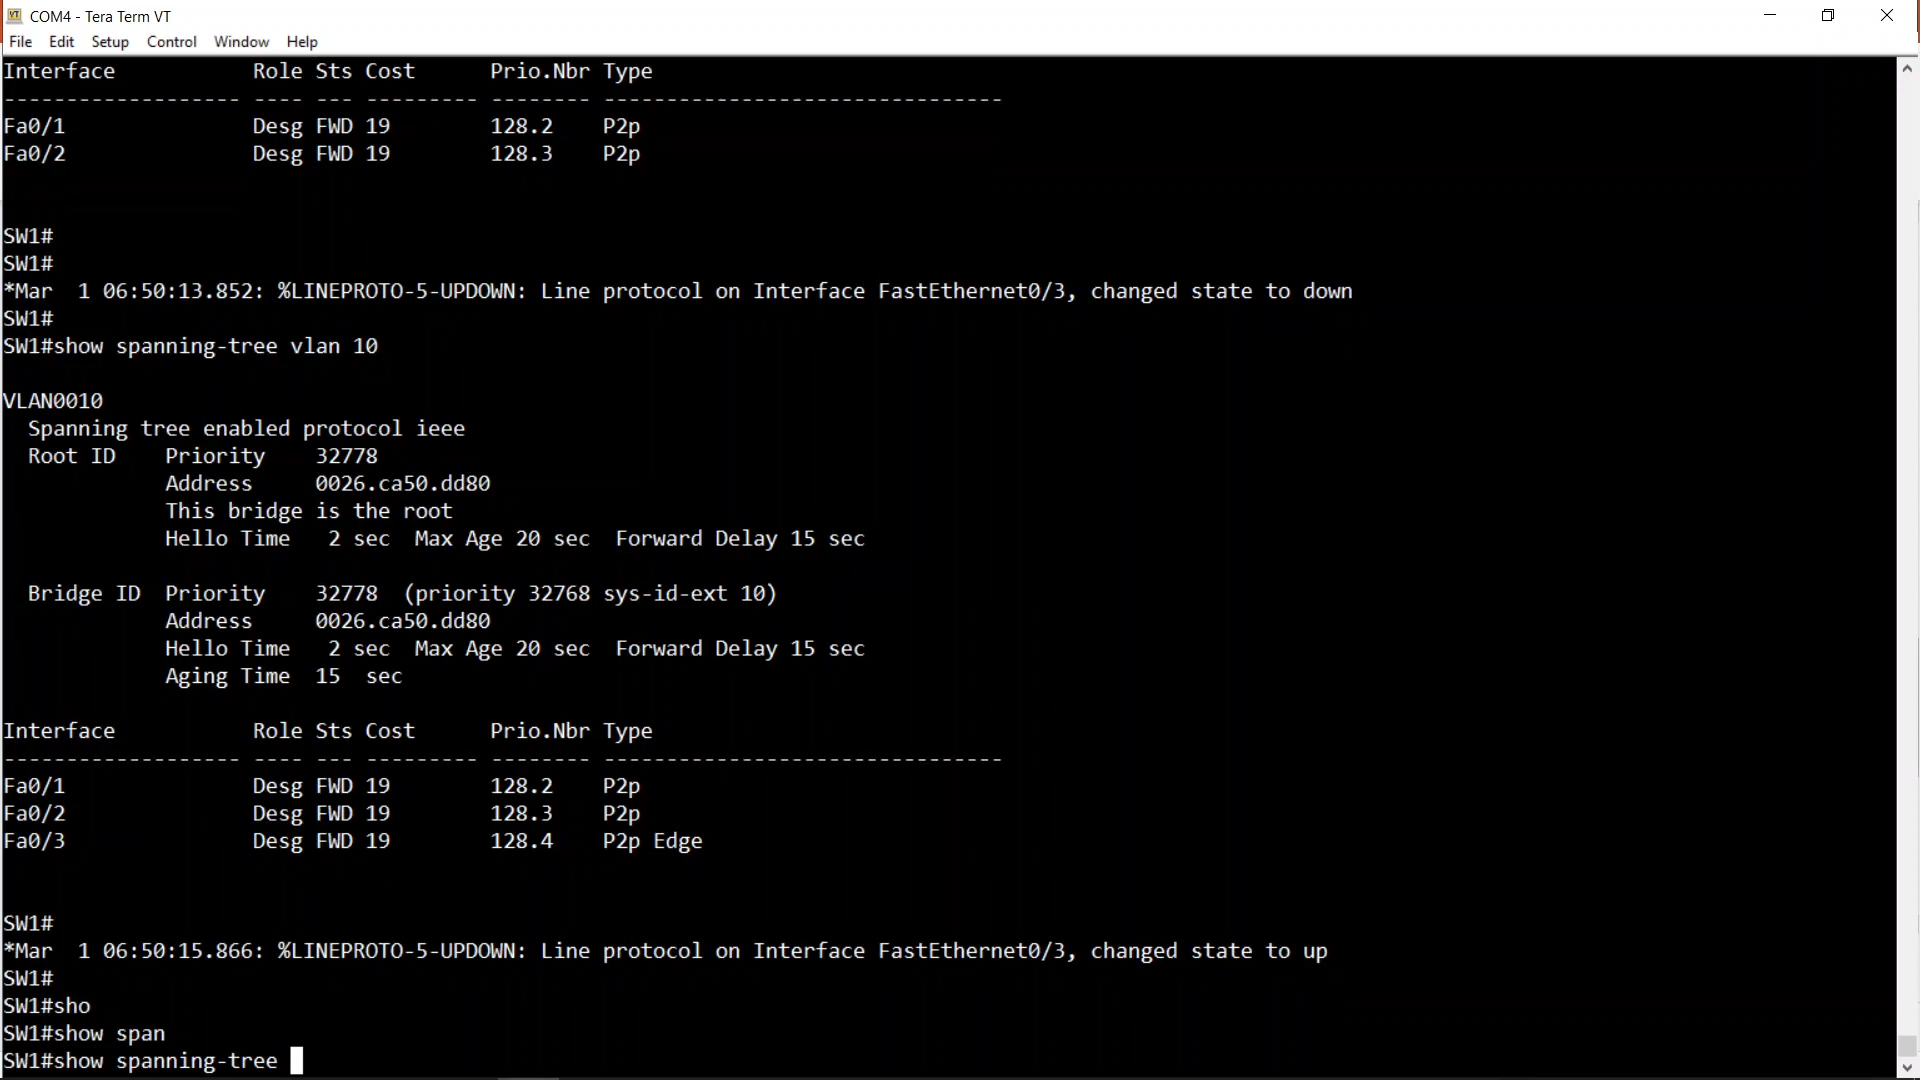 COM4 - Tera Term VT
File Edit Setup Control Window Help
Interface           Role Sts Cost      Prio.Nbr Type
------------------- ---- --- --------- -------- --------------------------------
Fa0/1               Desg FWD 19        128.2    P2p
Fa0/2               Desg FWD 19        128.3    P2p
SW1#
SW1#
*Mar  1 06:50:13.852: %LINEPROTO-5-UPDOWN: Line protocol on Interface FastEthernet0/3, changed state to down
SW1#
SW1#show spanning-tree vlan 10
VLAN0010
  Spanning tree enabled protocol ieee
  Root ID    Priority    32778
             Address     0026.ca50.dd80
             This bridge is the root
             Hello Time   2 sec  Max Age 20 sec  Forward Delay 15 sec
  Bridge ID  Priority    32778  (priority 32768 sys-id-ext 10)
             Address     0026.ca50.dd80
             Hello Time   2 sec  Max Age 20 sec  Forward Delay 15 sec
             Aging Time  15  sec
Interface           Role Sts Cost      Prio.Nbr Type
------------------- ---- --- --------- -------- --------------------------------
Fa0/1               Desg FWD 19        128.2    P2p
Fa0/2               Desg FWD 19        128.3    P2p
Fa0/3               Desg FWD 19        128.4    P2p Edge
SW1#
*Mar  1 06:50:15.866: %LINEPROTO-5-UPDOWN: Line protocol on Interface FastEthernet0/3, changed state to up
SW1#
SW1#sho
SW1#show span
SW1#show spanning-tree